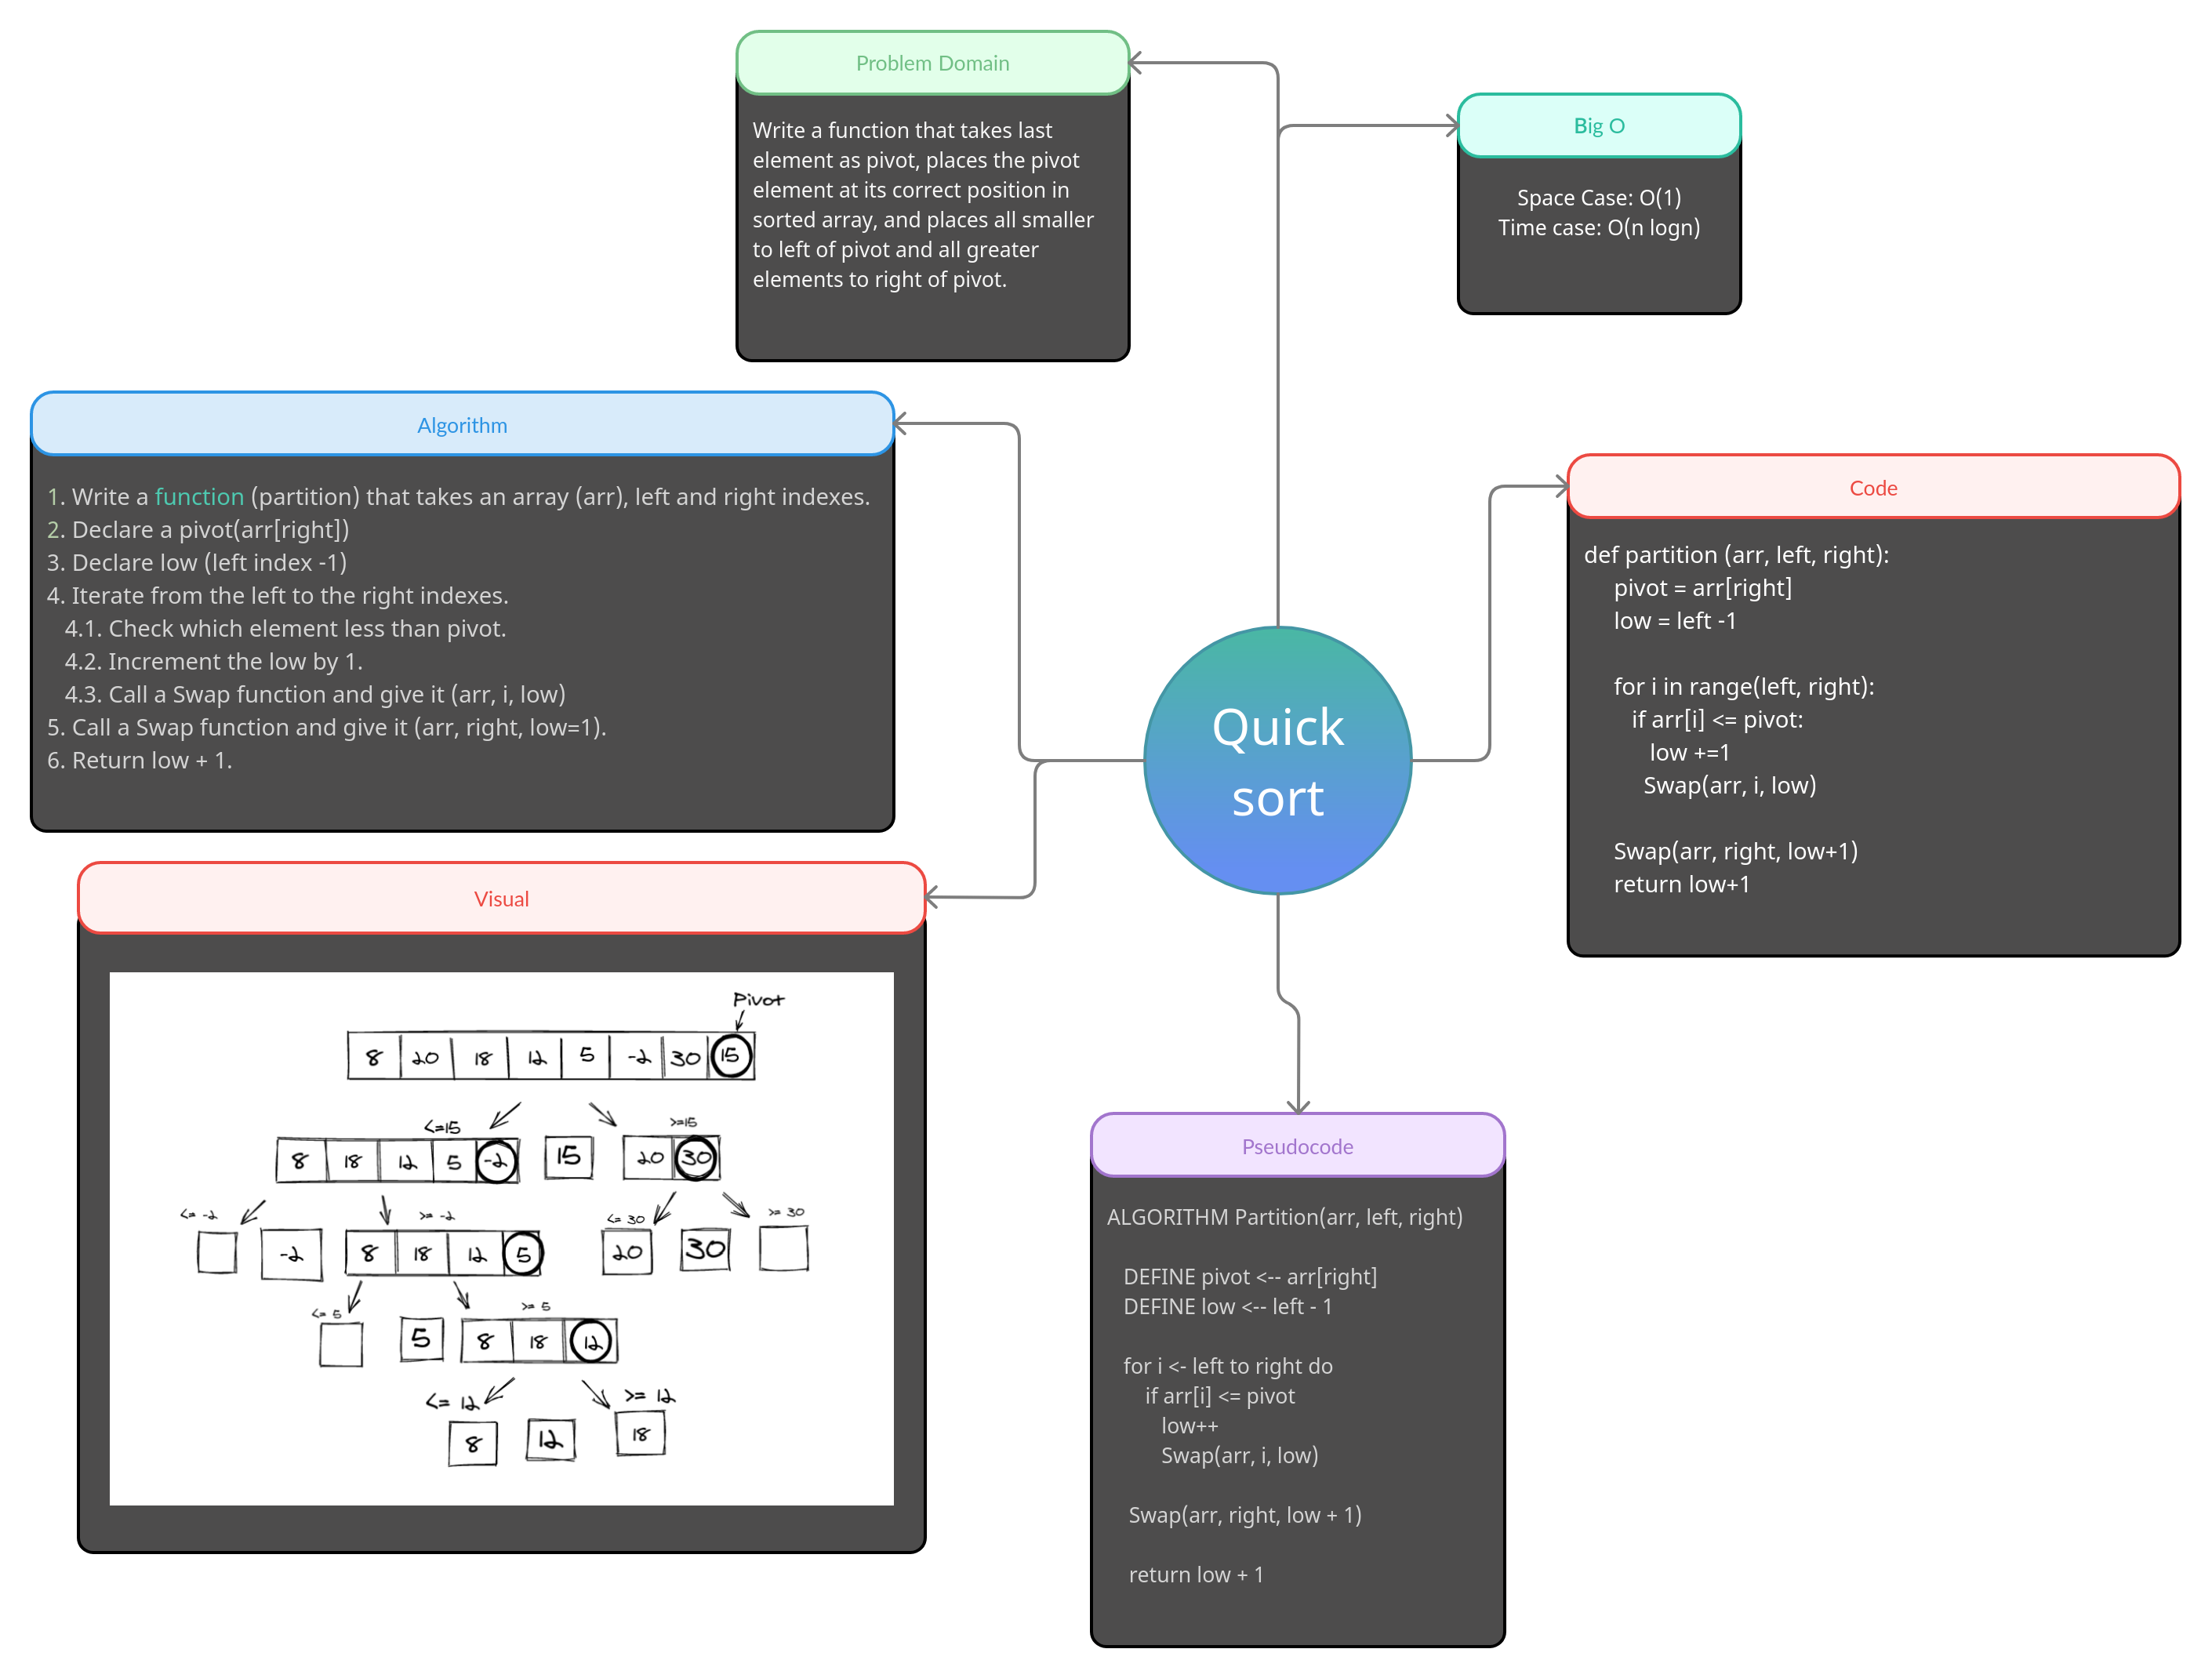 Problem Domain
Write a function that takes last
element as pivot, places the pivot
element at its correct position in
sorted array, and places all smaller
to left of pivot and all greater
elements to right of pivot.
Big O
Space Case: O(1)
Time case: O(n logn)
Algorithm
1. Write a function (partition) that takes an array (arr), left and right indexes.
2. Declare a pivot(arr[right])
3. Declare low (left index -1)
4. Iterate from the left to the right indexes.
4.1. Check which element less than pivot.
4.2. Increment the low by 1.
4.3. Call a Swap function and give it (arr, i, low)
5. Call a Swap function and give it (arr, right, low=1).
6. Return low + 1.
Code
def partition (arr, left, right):
pivot = arr[right]
low = left -1
for i in range(left, right):
if arr[i] <= pivot:
low +=1
Swap(arr, i, low)
Swap(arr, right, low+1)
return low+1
Quick
sort
Visual
Pivot
8 20 18 12 5 -2 30 15
<=15 >=15
8 18 12 5 -2 15 20 30
<= -2 >= -2 <= 30 >= 30
-2 8 18 12 5 20 30
<= 5 >= 5
5 8 18 12
<= 12 >= 12
8 12 18
Pseudocode
ALGORITHM Partition(arr, left, right)
DEFINE pivot <-- arr[right]
DEFINE low <-- left - 1
for i <- left to right do
if arr[i] <= pivot
low++
Swap(arr, i, low)
Swap(arr, right, low + 1)
return low + 1